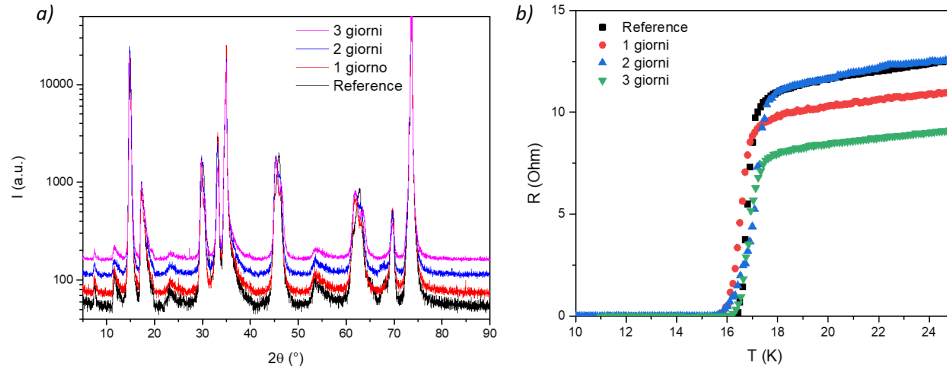 a)
3 giorni
2 giorni
1 giorno
Reference
10000
1000
100
I (a.u.)
10 20 30 40 50 60 70 80 90
2θ (°)
b)
Reference
1 giorni
2 giorni
3 giorni
15
10
5
0
R (Ohm)
10 12 14 16 18 20 22 24
T (K)